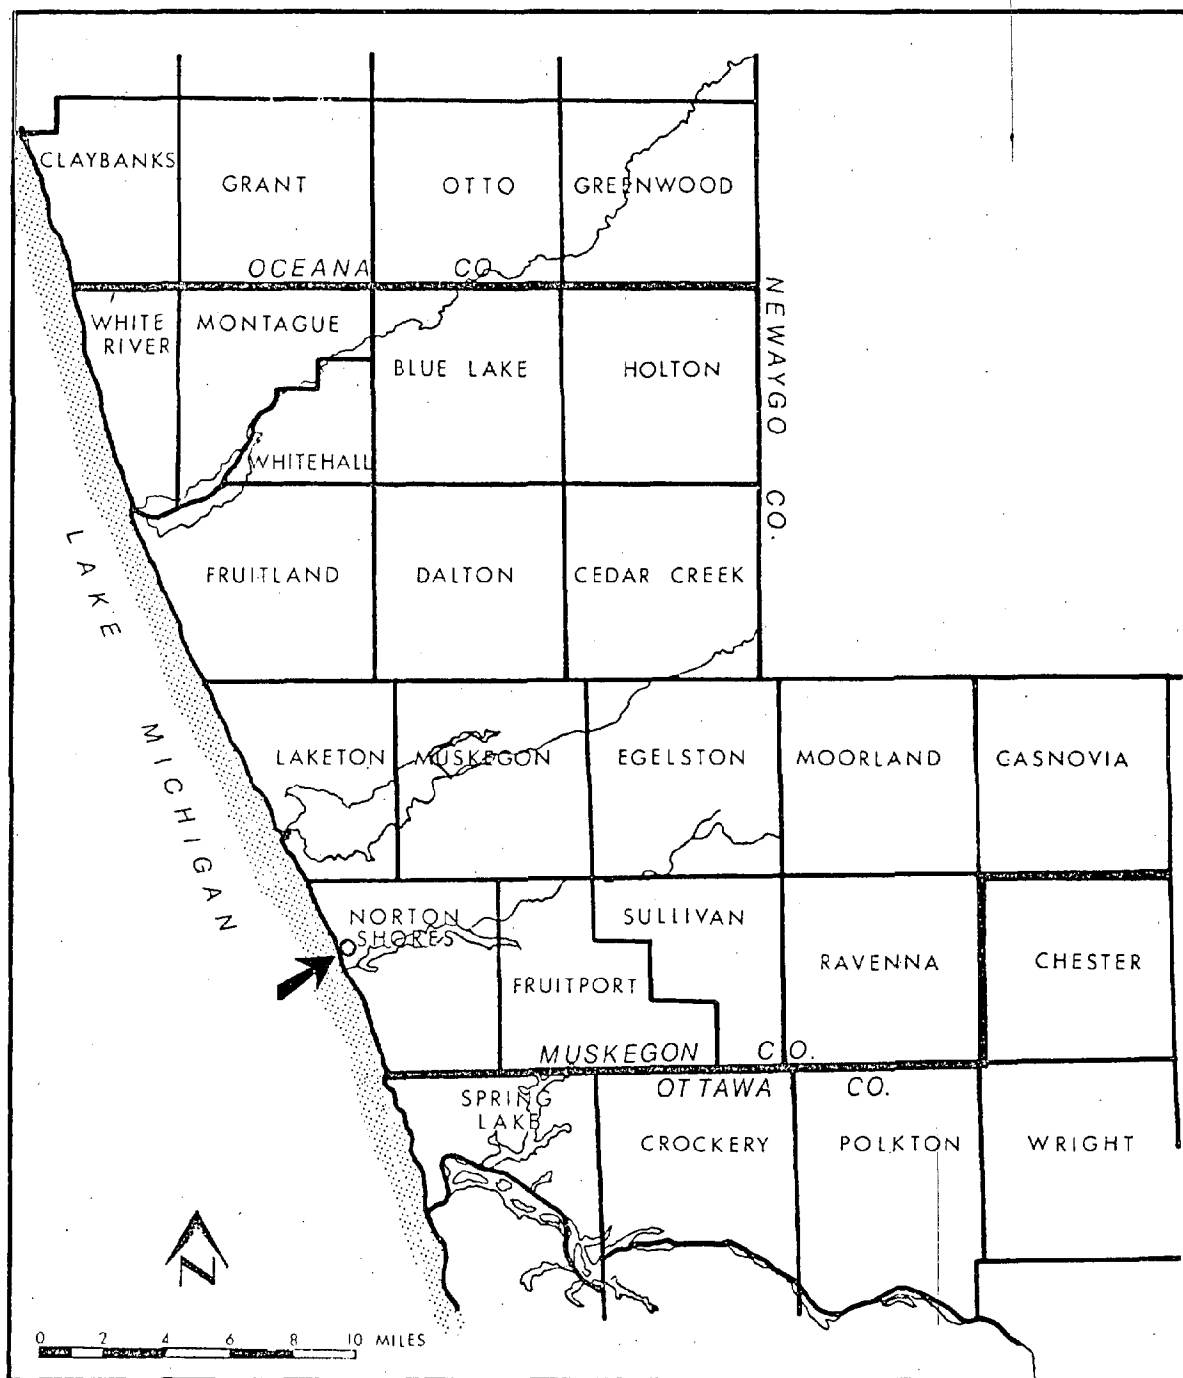 CLAYBANKS
GRANT
OTTO
GREENWOOD
OCEANA CO.
WHITE
RIVER
MONTAGUE
BLUE LAKE
HOLTON
NEWAYGO CO.
WHITEHALL
LAKE MICHIGAN
FRUITLAND
DALTON
CEDAR CREEK
LAKETON
MUSKEGON
EGELSTON
MOORLAND
CASNOVIA
NORTON
SHORES
SULLIVAN
FRUITPORT
RAVENNA
CHESTER
MUSKEGON CO.
OTTAWA CO.
SPRING
LAKE
CROCKERY
POLKTON
WRIGHT
N
0 2 4 6 8 10 MILES